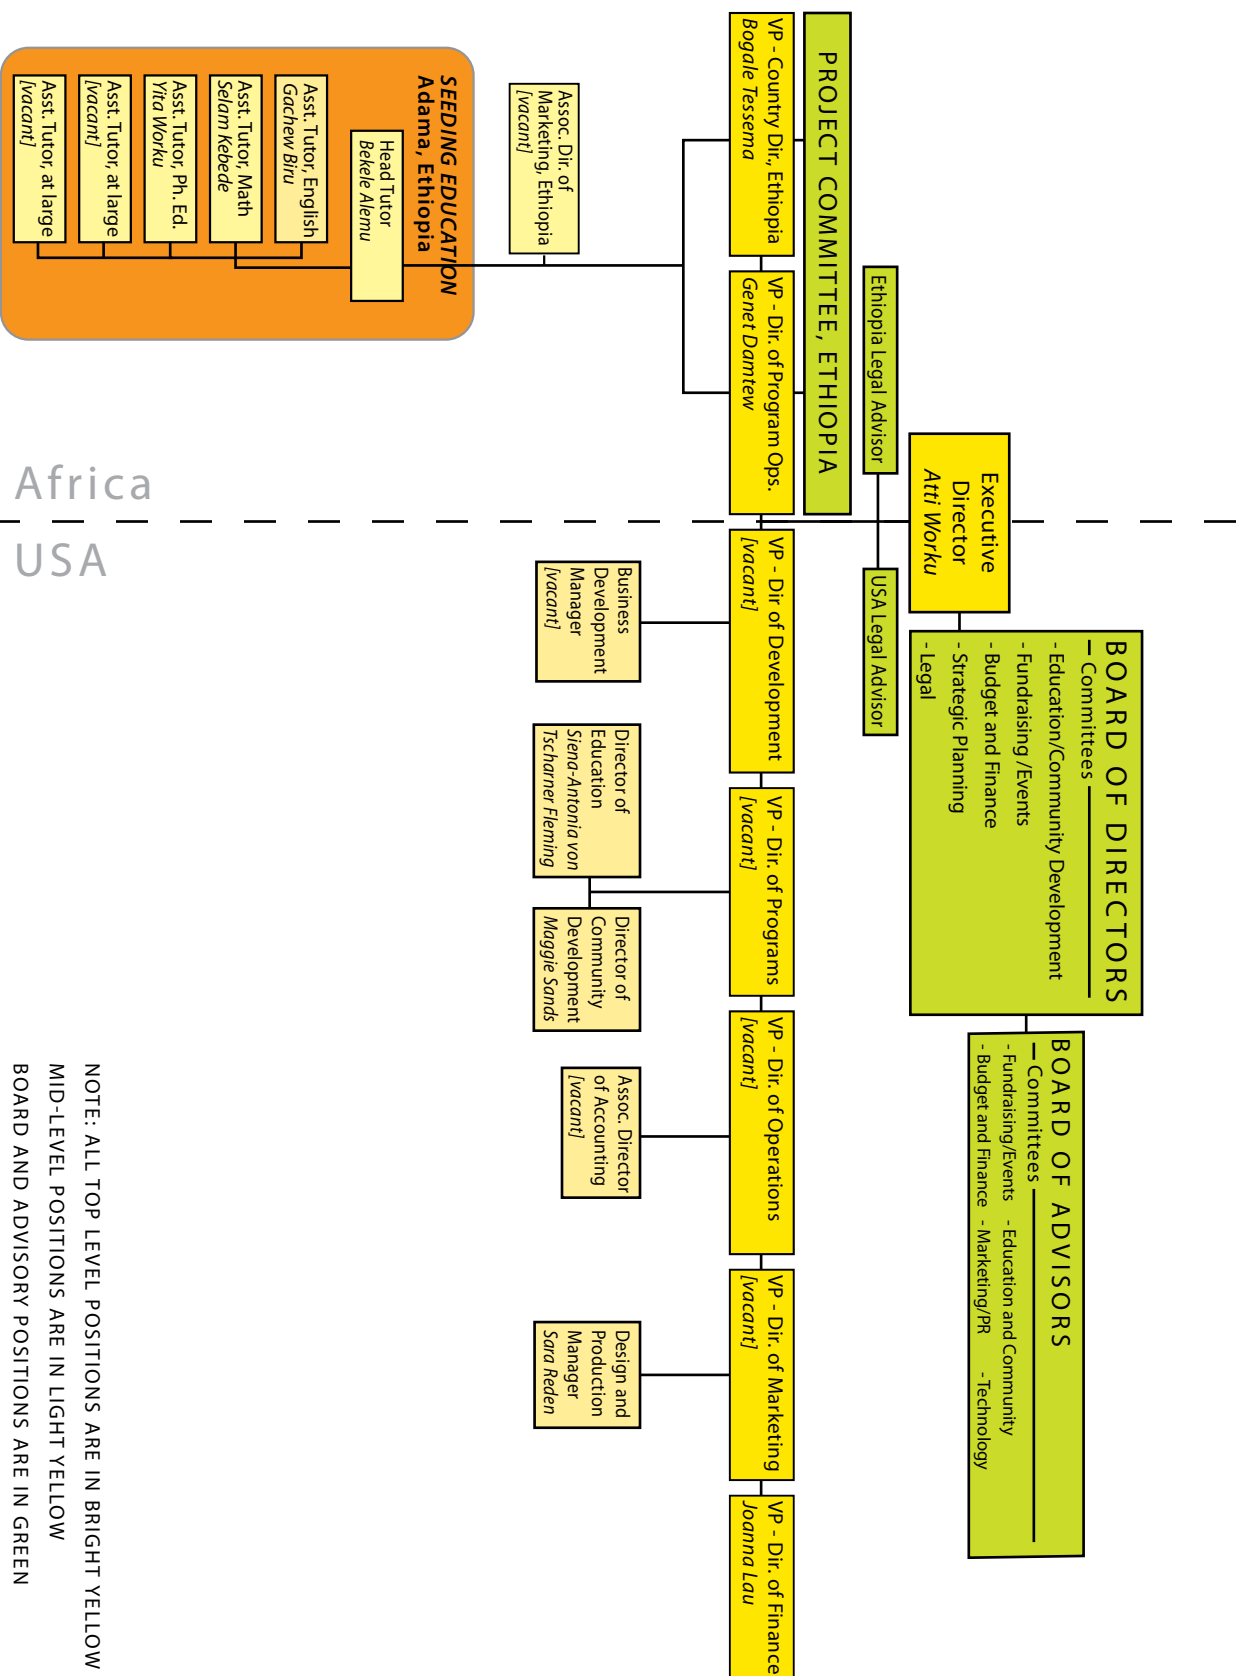 BOARD OF DIRECTORS
Committees
- Education/Community Development
- Fundraising /Events
- Budget and Finance
- Strategic Planning
- Legal
BOARD OF ADVISORS
Committees
- Fundraising/Events - Education and Community
- Budget and Finance - Marketing/PR - Technology
Executive
Director
Atti Worku
Ethiopia Legal Advisor
USA Legal Advisor
PROJECT COMMITTEE, ETHIOPIA
VP - Country Dir., Ethiopia
Bogale Tessema
VP - Dir. of Program Ops.
Genet Damtew
VP - Dir of Development
[vacant]
VP - Dir. of Programs
[vacant]
VP - Dir. of Operations
[vacant]
VP - Dir. of Marketing
[vacant]
VP - Dir. of Finance
Joanna Lau
Assoc. Dir. of
Marketing, Ethiopia
[vacant]
Business
Development
Manager
[vacant]
Director of
Education
Siena-Antonia von
Tscharner Fleming
Director of
Community
Development
Maggie Sands
Assoc. Director
of Accounting
[vacant]
Design and
Production
Manager
Sara Reden
SEEDING EDUCATION
Adama, Ethiopia
Head Tutor
Bekele Alemu
Asst. Tutor, English
Gachew Biru
Asst. Tutor, Math
Selam Kebede
Asst. Tutor, Ph. Ed.
Yita Worku
Asst. Tutor, at large
[vacant]
Asst. Tutor, at large
[vacant]
Africa
USA
NOTE: ALL TOP LEVEL POSITIONS ARE IN BRIGHT YELLOW
MID-LEVEL POSITIONS ARE IN LIGHT YELLOW
BOARD AND ADVISORY POSITIONS ARE IN GREEN